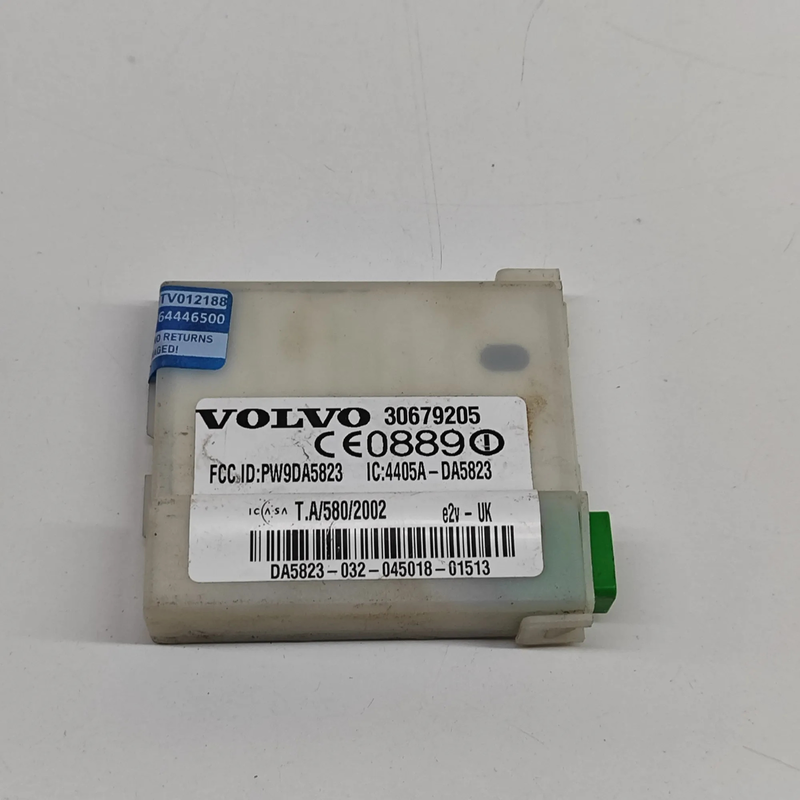 TV012188
64446500
RETURNS
VOLVO 30679205
CE0889
FCC ID:PW9DA5823 IC:4405A-DA5823
ICASA T.A/580/2002 e2v - UK
DA5823-032-045018-01513